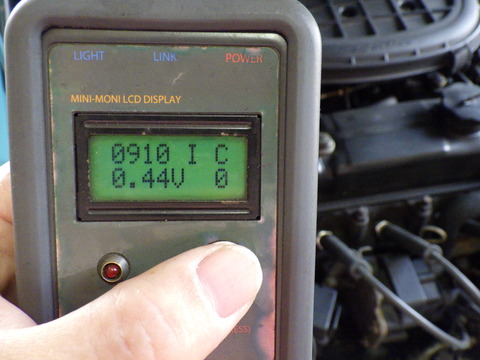 LIGHT LINK POWER
MINI-MONI LCD DISPLAY
0910 I C
0.44V 0